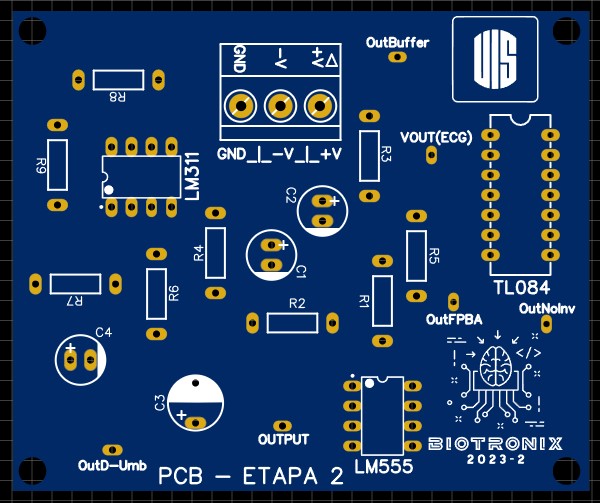 OutBuffer
UIS
GND
-V
+V
R8
VOUT(ECG)
GND_|_-V_|_+V
R9
LM311
R3
C2
R4
C1
R5
R7
R6
R2
R1
TL084
OutFPBA
OutNoInv
C4
</>
C3
OUTPUT
BIOTRONIX
2023-2
OutD-Umb
PCB - ETAPA 2
LM555